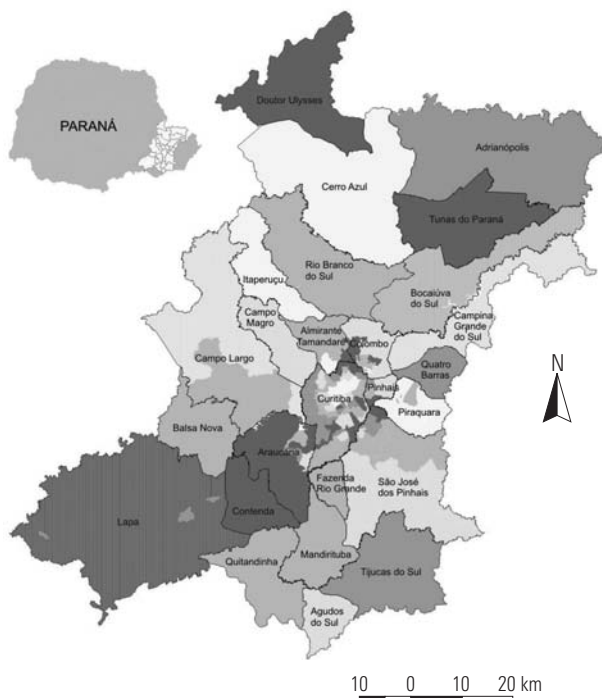 PARANÁ
Doutor Ulysses
Adrianópolis
Cerro Azul
Tunas do Paraná
Rio Branco
do Sul
Itaperuçu
Bocaiúva
do Sul
Campo
Magro
Almirante
Tamandaré
Colombo
Campina
Grande
do Sul
Campo Largo
Quatro
Barras
Pinhais
Curitiba
Piraquara
N
Balsa Nova
Araucária
Fazenda
Rio Grande
São José
dos Pinhais
Lapa
Contenda
Quitandinha
Mandirituba
Tijucas do Sul
Agudos
do Sul
10 0 10 20 km